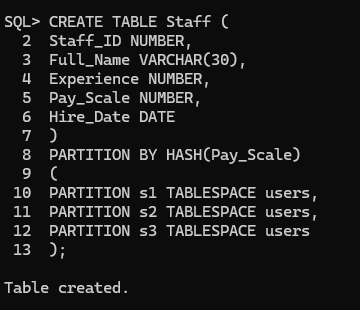 SQL> CREATE TABLE Staff (
  2  Staff_ID NUMBER,
  3  Full_Name VARCHAR(30),
  4  Experience NUMBER,
  5  Pay_Scale NUMBER,
  6  Hire_Date DATE
  7  )
  8  PARTITION BY HASH(Pay_Scale)
  9  (
 10  PARTITION s1 TABLESPACE users,
 11  PARTITION s2 TABLESPACE users,
 12  PARTITION s3 TABLESPACE users
 13  );
Table created.